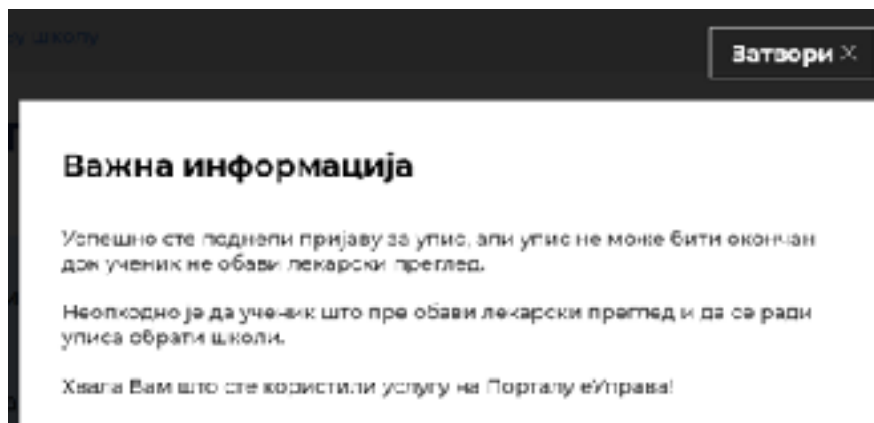 ву школу
Затвори ×
Важна информација
Успешно сте поднели пријаву за упис, али упис не може бити окончан
док ученик не обави лекарски преглед.
Неопходно је да ученик што пре обави лекарски преглед и да се ради
уписа обрати школи.
Хвала Вам што сте користили услугу на Порталу еУправа!